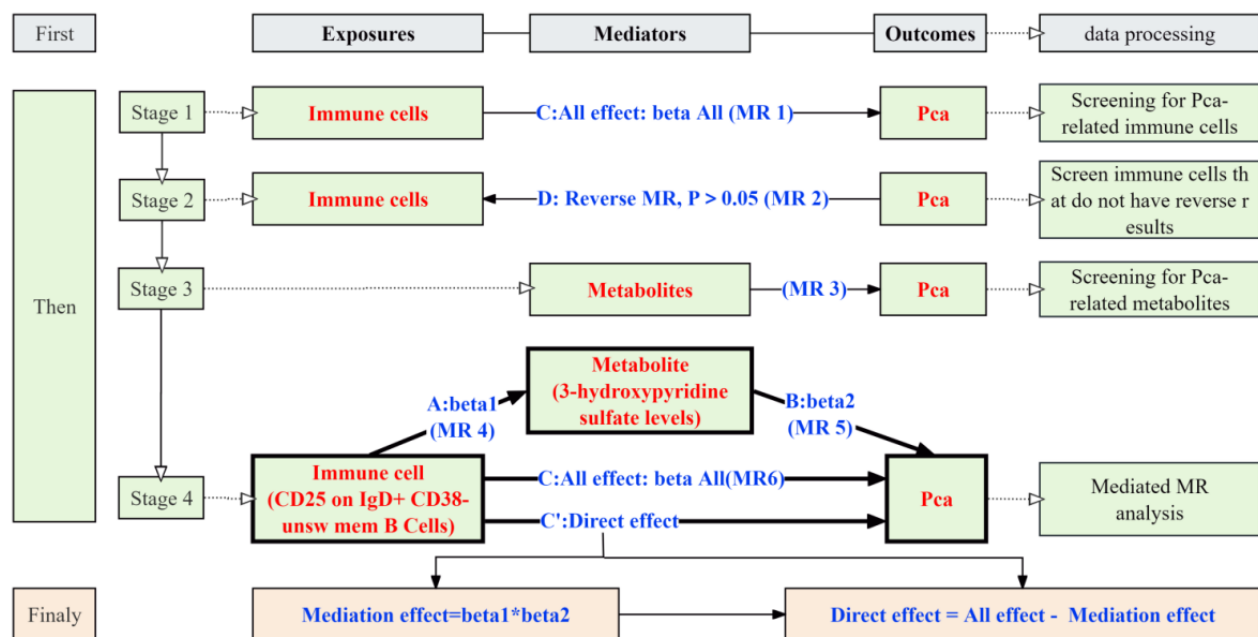 First
Exposures
Mediators
Outcomes
data processing
Then
Stage 1
Immune cells
C:All effect: beta All (MR 1)
Pca
Screening for Pca-
related immune cells
Stage 2
Immune cells
D: Reverse MR, P > 0.05 (MR 2)
Pca
Screen immune cells th
at do not have reverse r
esults
Stage 3
Metabolites
(MR 3)
Pca
Screening for Pca-
related metabolites
Metabolite
(3-hydroxypyridine
sulfate levels)
A:beta1
(MR 4)
B:beta2
(MR 5)
Stage 4
Immune cell
(CD25 on IgD+ CD38-
unsw mem B Cells)
C:All effect: beta All(MR6)
C':Direct effect
Pca
Mediated MR
analysis
Finaly
Mediation effect=beta1*beta2
Direct effect = All effect - Mediation effect